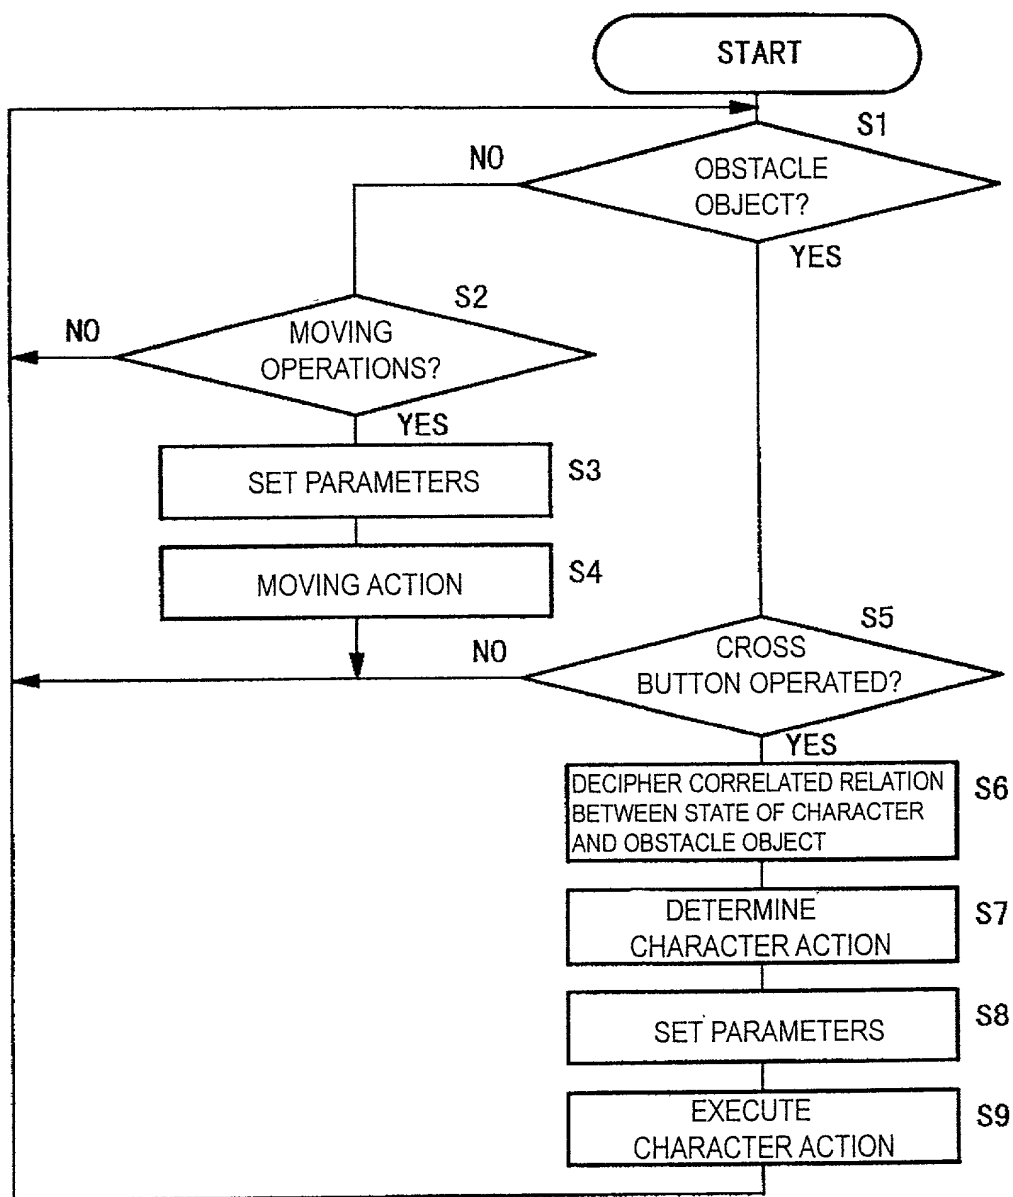 START
S1
NO
OBSTACLE
OBJECT?
YES
S2
NO
MOVING
OPERATIONS?
YES
SET PARAMETERS
S3
MOVING ACTION
S4
S5
NO
CROSS
BUTTON OPERATED?
YES
DECIPHER CORRELATED RELATION
BETWEEN STATE OF CHARACTER
AND OBSTACLE OBJECT
S6
DETERMINE
CHARACTER ACTION
S7
SET PARAMETERS
S8
EXECUTE
CHARACTER ACTION
S9